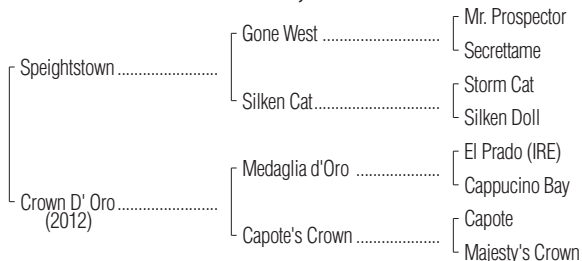 Mr. Prospector
Gone West ........................
Secrettame
Speightstown ....................
Storm Cat
Silken Cat.........................
Silken Doll
El Prado (IRE)
Medaglia d'Oro ................
Cappucino Bay
Crown D' Oro ....................
(2012)
Capote
Capote's Crown ................
Majesty's Crown